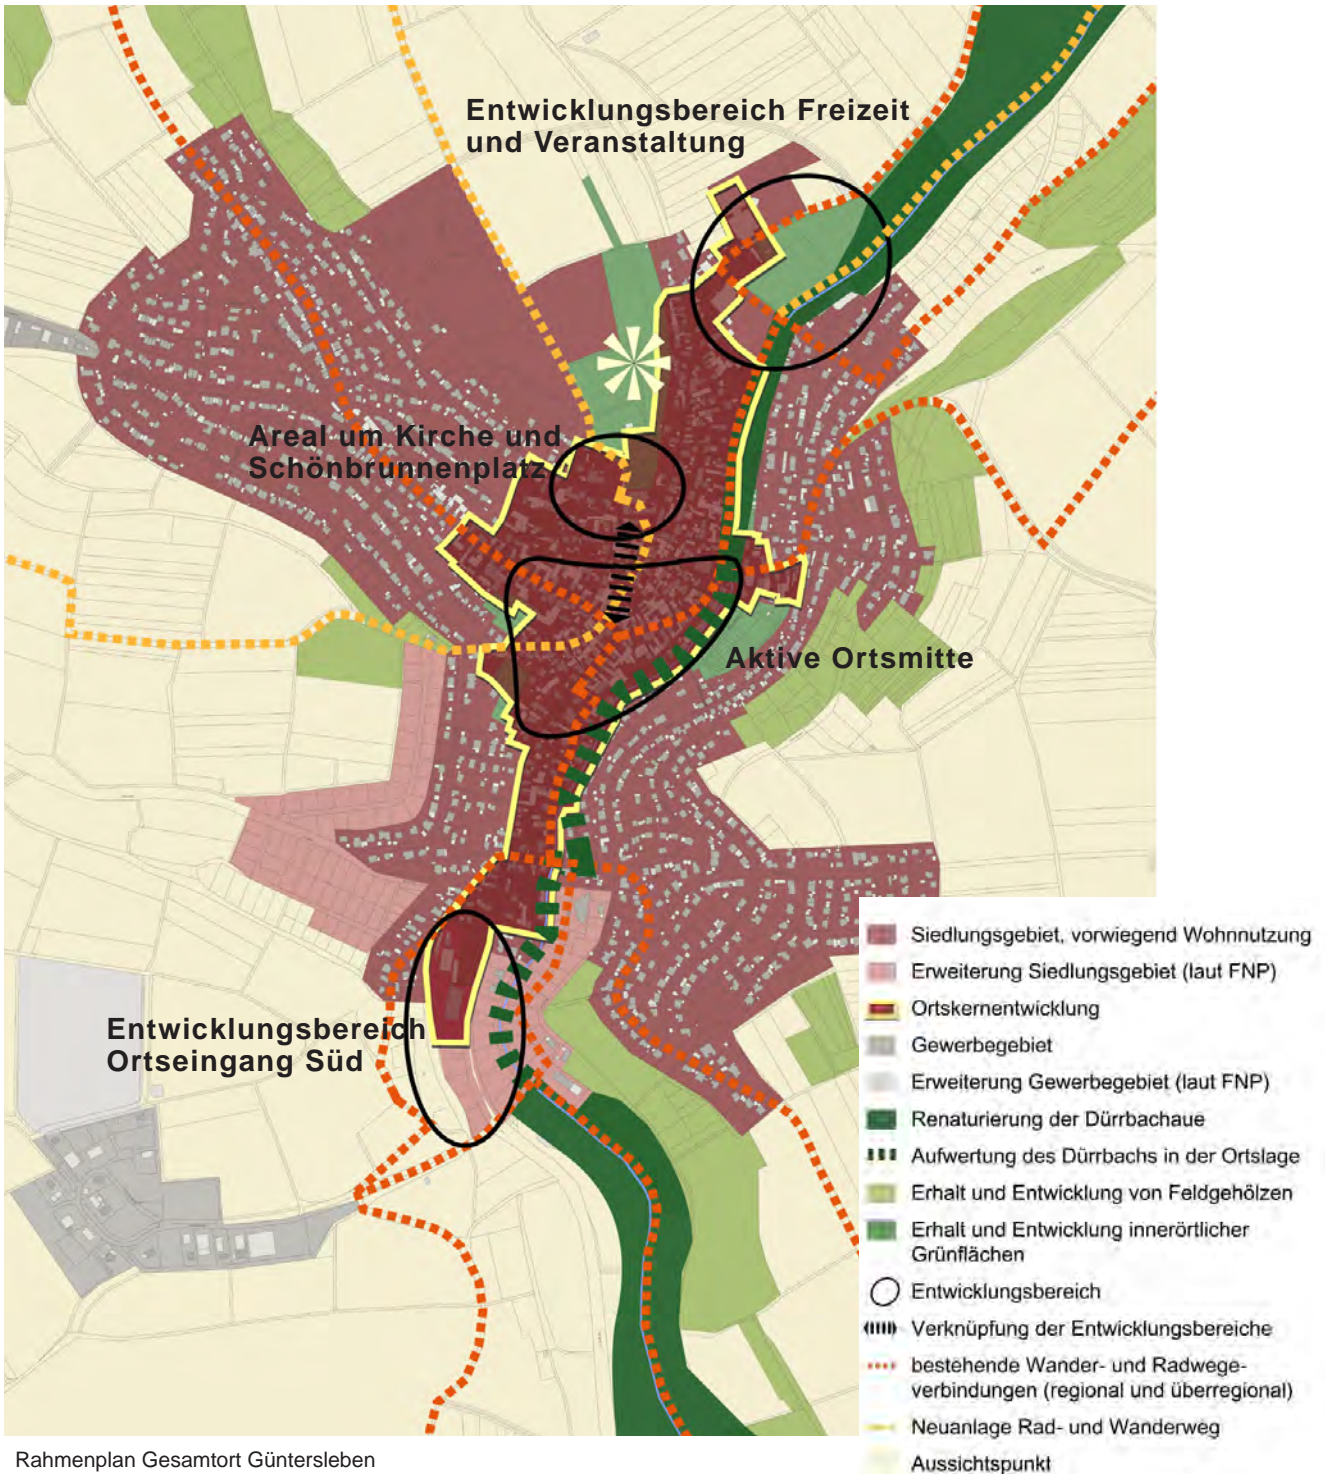 Entwicklungsbereich Freizeit
und Veranstaltung
Areal um Kirche und
Schönbrunnenplatz
Aktive Ortsmitte
Entwicklungsbereich
Ortseingang Süd
Siedlungsgebiet, vorwiegend Wohnnutzung
Erweiterung Siedlungsgebiet (laut FNP)
Ortskernentwicklung
Gewerbegebiet
Erweiterung Gewerbegebiet (laut FNP)
Renaturierung der Dürrbachaue
Aufwertung des Dürrbachs in der Ortslage
Erhalt und Entwicklung von Feldgehölzen
Erhalt und Entwicklung innerörtlicher
Grünflächen
Entwicklungsbereich
Verknüpfung der Entwicklungsbereiche
bestehende Wander- und Radwege-
verbindungen (regional und überregional)
Neuanlage Rad- und Wanderweg
Aussichtspunkt
Rahmenplan Gesamtort Güntersleben